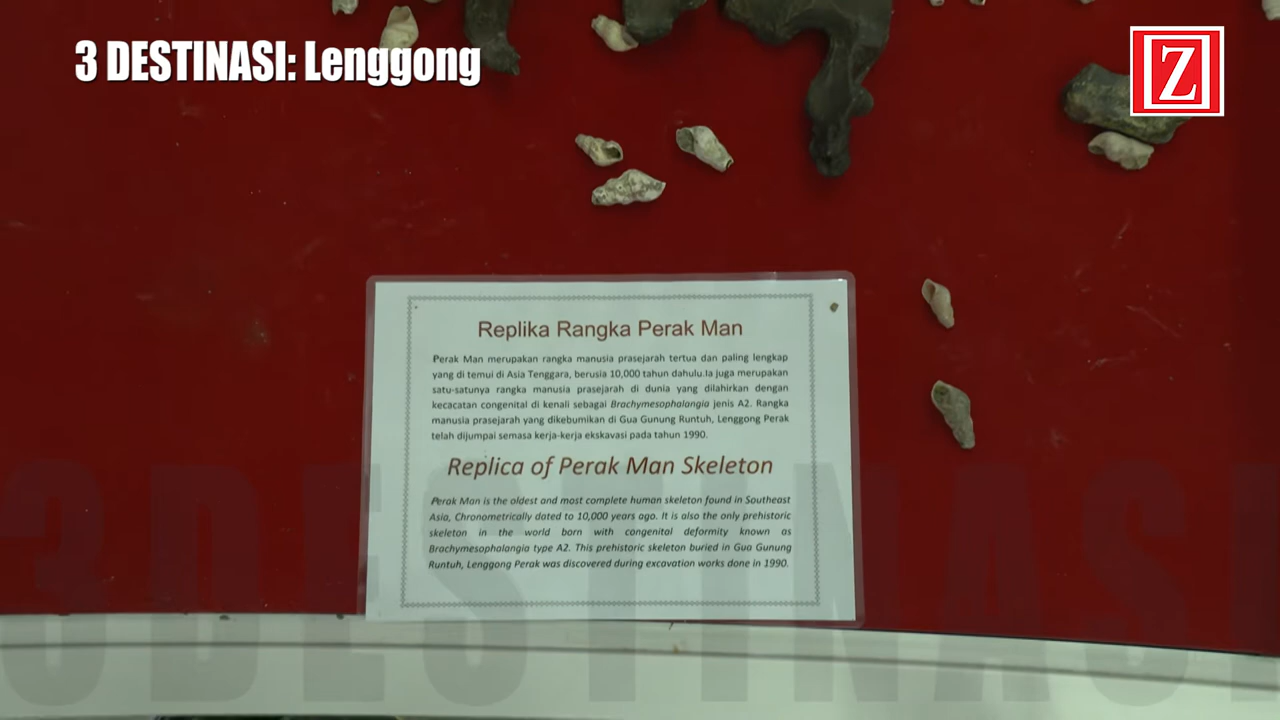 3 DESTINASI: Lenggong
Z
Replika Rangka Perak Man
Perak Man merupakan rangka manusia prasejarah tertua dan paling lengkap
yang di temui di Asia Tenggara, berusia 10,000 tahun dahulu.Ia juga merupakan
satu-satunya rangka manusia prasejarah di dunia yang dilahirkan dengan
kecacatan congenital di kenali sebagai Brachymesophalangia jenis A2. Rangka
manusia prasejarah yang dikebumikan di Gua Gunung Runtuh, Lenggong Perak
telah dijumpai semasa kerja-kerja ekskavasi pada tahun 1990.
Replica of Perak Man Skeleton
Perak Man is the oldest and most complete human skeleton found in Southeast
Asia, Chronometrically dated to 10,000 years ago. It is also the only prehistoric
skeleton in the world born with congenital deformity known as
Brachymesophalangia type A2. This prehistoric skeleton buried in Gua Gunung
Runtuh, Lenggong Perak was discovered during excavation works done in 1990.
3DESTINASI